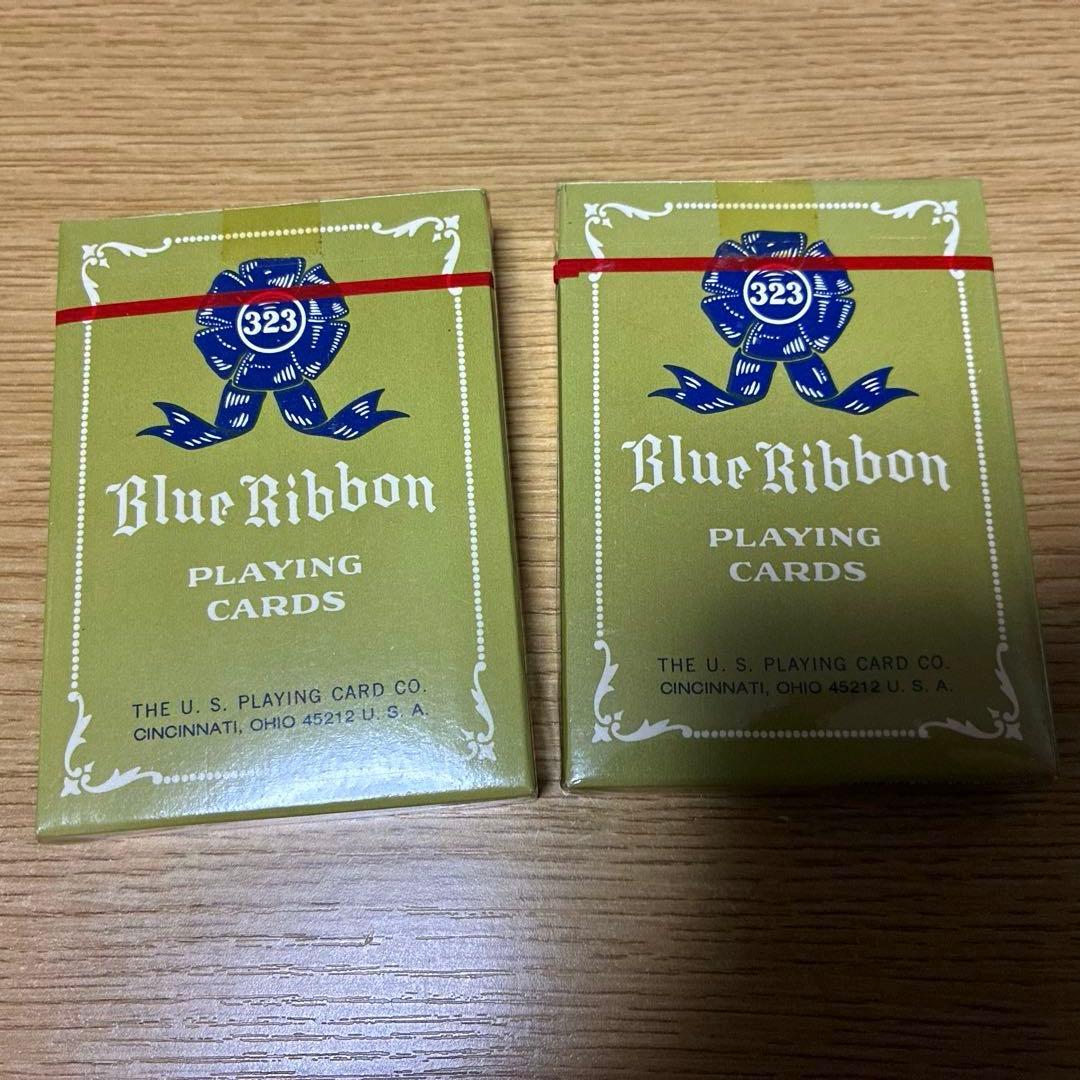 323
Blue Ribbon
PLAYING
CARDS
THE U. S. PLAYING CARD CO.
CINCINNATI, OHIO 45212 U. S. A.
323
Blue Ribbon
PLAYING
CARDS
THE U. S. PLAYING CARD CO.
CINCINNATI, OHIO 45212 U. S. A.